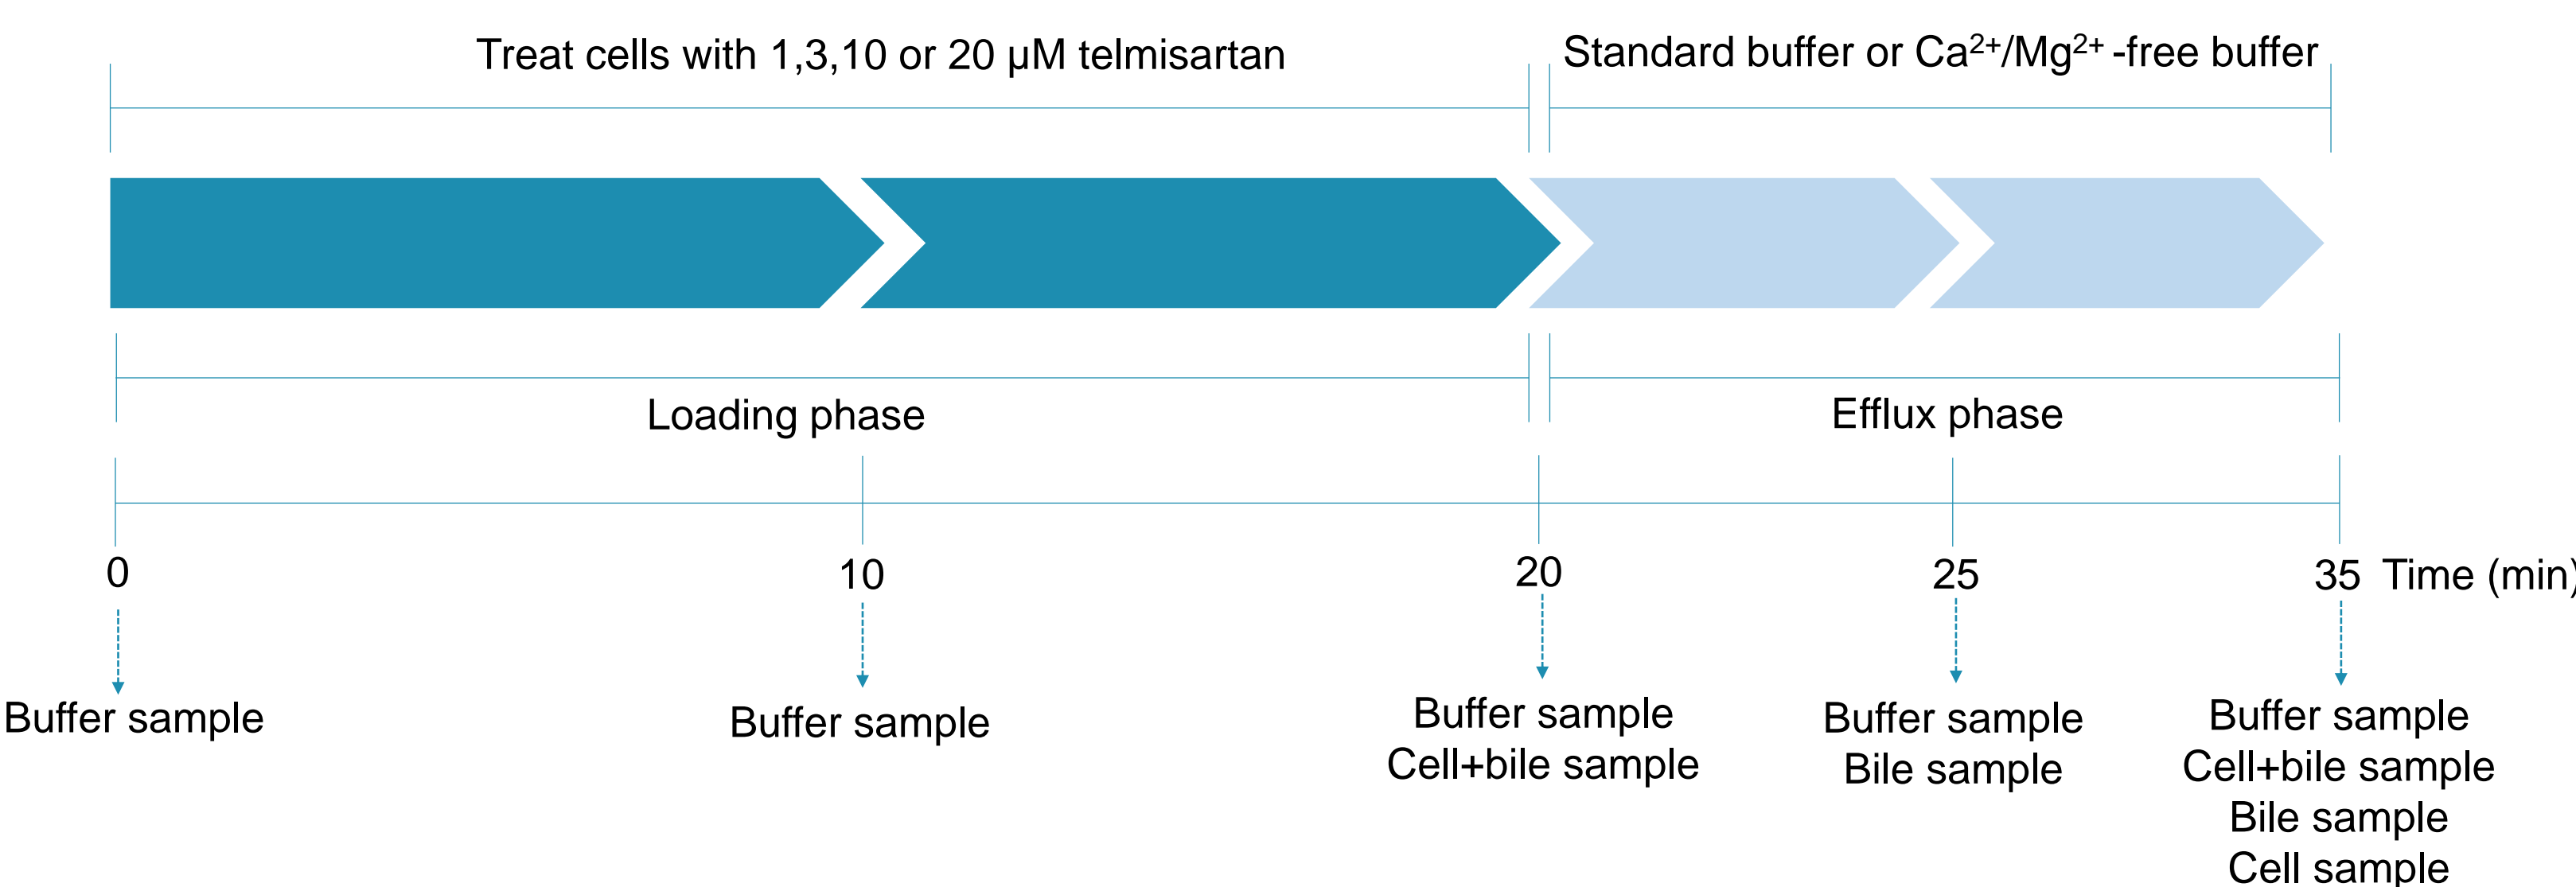 Treat cells with 1,3,10 or 20 µM telmisartan
Standard buffer or Ca²⁺/Mg²⁺ -free buffer
Loading phase
Efflux phase
0
10
20
25
35
Time (min)
Buffer sample
Buffer sample
Buffer sample
Cell+bile sample
Buffer sample
Bile sample
Buffer sample
Cell+bile sample
Bile sample
Cell sample